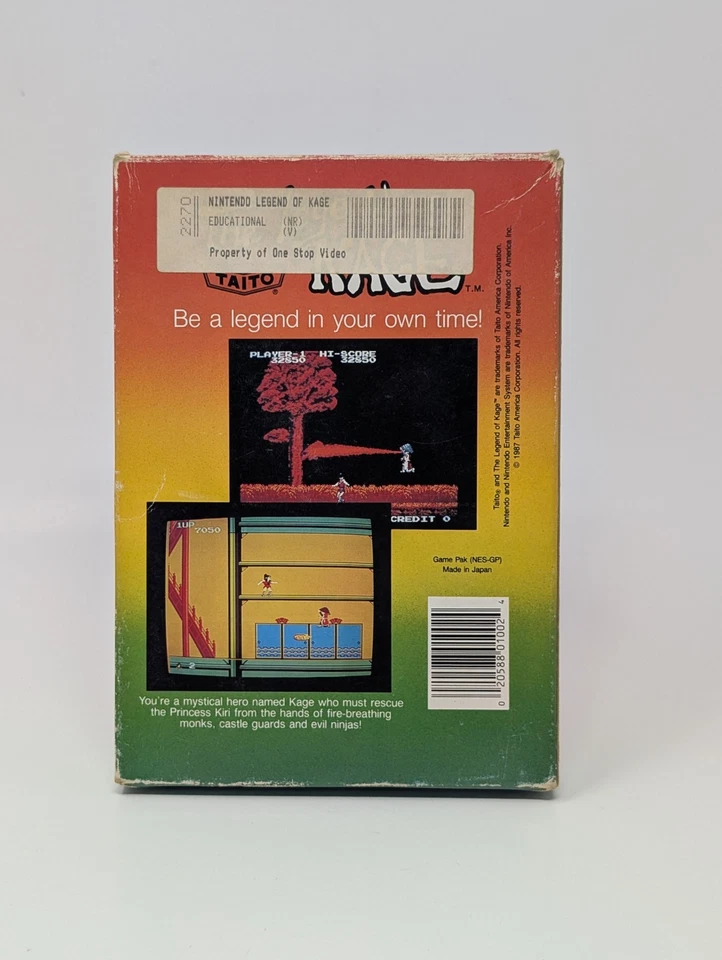 2270
NINTENDO LEGEND OF KAGE
EDUCATIONAL (NR)
(V)
Property of One Stop Video
TAITO®
KAGE
T.M.
Be a legend in your own time!
PLAYER-1 HI-SCORE
32850 32850
CREDIT 0
1UP
7050
2
You're a mystical hero named Kage who must rescue
the Princess Kiri from the hands of fire-breathing
monks, castle guards and evil ninjas!
Game Pak (NES-GP)
Made in Japan
0 20588 01002 4
Taito® and The Legend of Kage™ are trademarks of Taito America Corporation.
Nintendo and Nintendo Entertainment System are trademarks of Nintendo of America Inc.
© 1987 Taito America Corporation. All rights reserved.